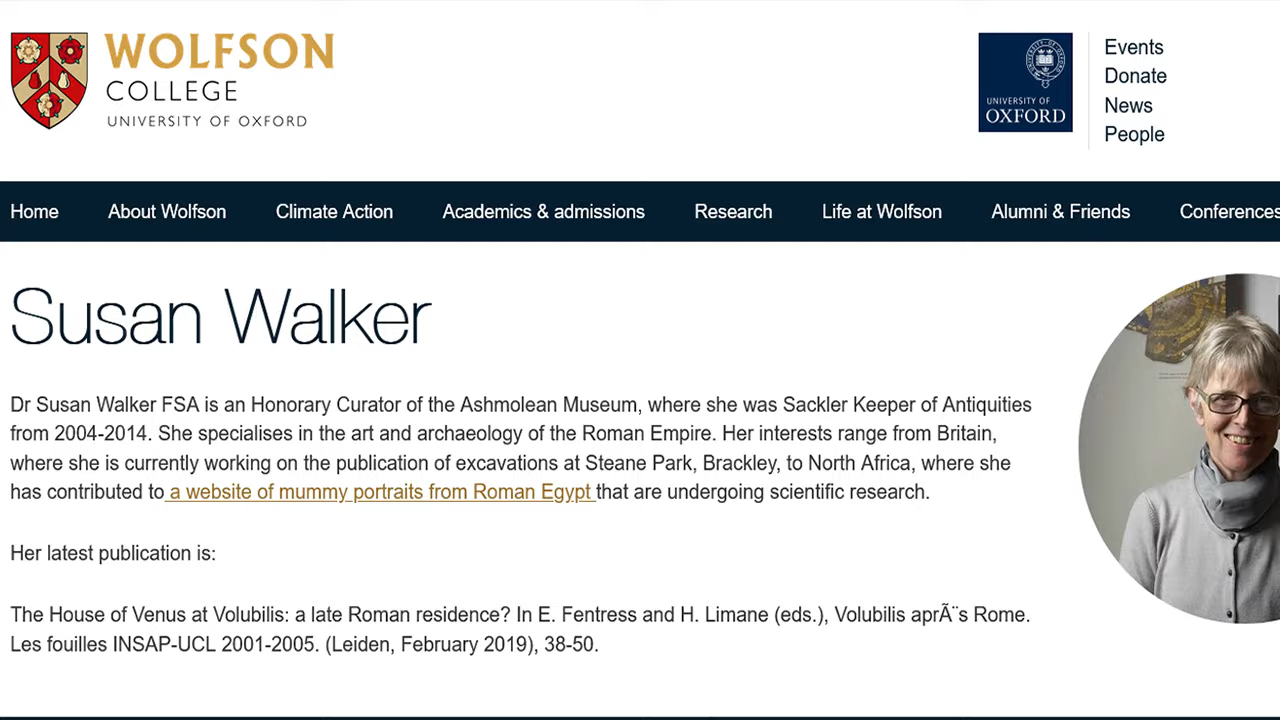 WOLFSON
COLLEGE
UNIVERSITY OF OXFORD
UNIVERSITY OF
OXFORD
Events
Donate
News
People
Home About Wolfson Climate Action Academics & admissions Research Life at Wolfson Alumni & Friends Conferences
Susan Walker
Dr Susan Walker FSA is an Honorary Curator of the Ashmolean Museum, where she was Sackler Keeper of Antiquities
from 2004-2014. She specialises in the art and archaeology of the Roman Empire. Her interests range from Britain,
where she is currently working on the publication of excavations at Steane Park, Brackley, to North Africa, where she
has contributed to a website of mummy portraits from Roman Egypt that are undergoing scientific research.
Her latest publication is:
The House of Venus at Volubilis: a late Roman residence? In E. Fentress and H. Limane (eds.), Volubilis aprÃ¨s Rome.
Les fouilles INSAP-UCL 2001-2005. (Leiden, February 2019), 38-50.